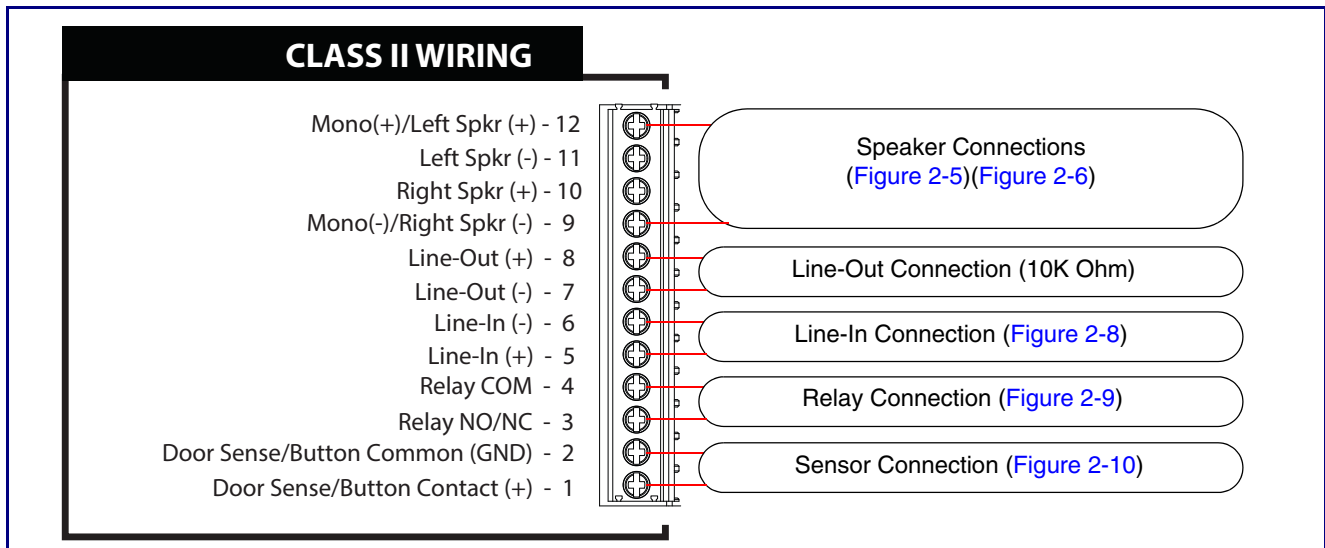 CLASS II WIRING
Mono(+)/Left Spkr (+) - 12
Left Spkr (-) - 11
Right Spkr (+) - 10
Mono(-)/Right Spkr (-) - 9
Line-Out (+) - 8
Line-Out (-) - 7
Line-In (-) - 6
Line-In (+) - 5
Relay COM - 4
Relay NO/NC - 3
Door Sense/Button Common (GND) - 2
Door Sense/Button Contact (+) - 1
Speaker Connections
(Figure 2-5)(Figure 2-6)
Line-Out Connection (10K Ohm)
Line-In Connection (Figure 2-8)
Relay Connection (Figure 2-9)
Sensor Connection (Figure 2-10)